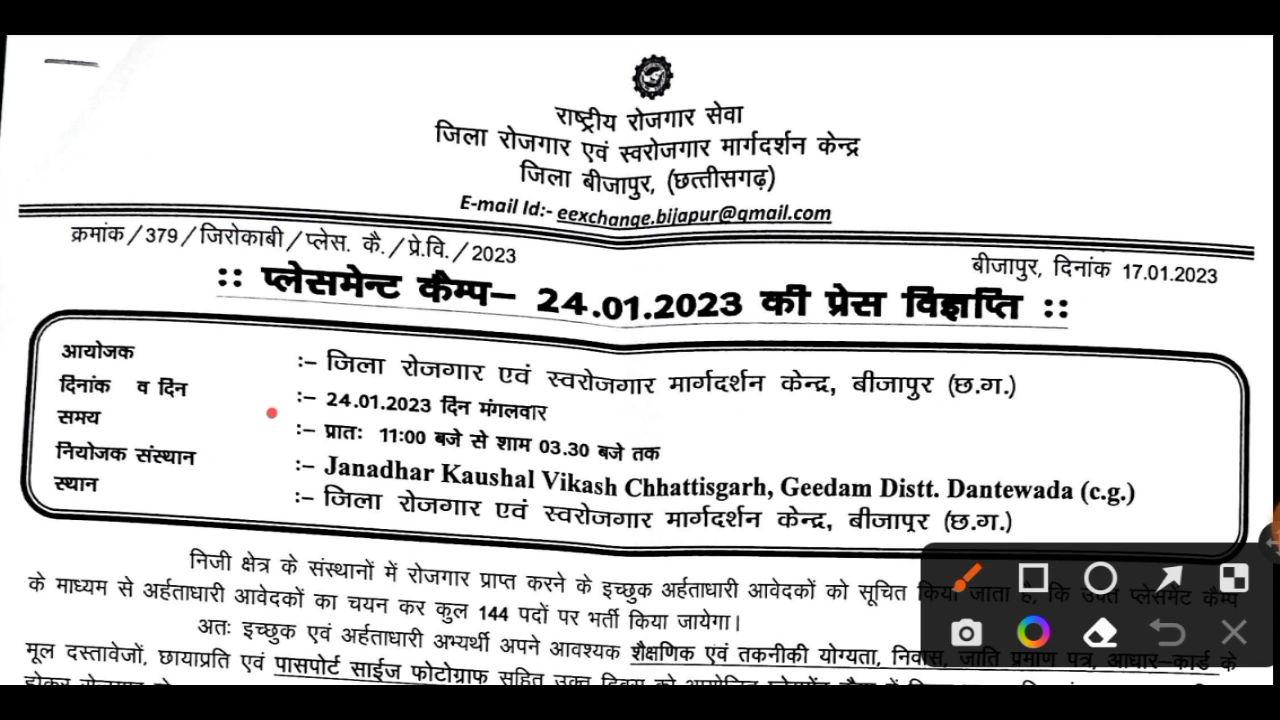 राष्ट्रीय रोजगार सेवा
जिला रोजगार एवं स्वरोजगार मार्गदर्शन केन्द्र
जिला बीजापुर, (छत्तीसगढ़)
E-mail Id:- eexchange.bijapur@gmail.com
क्रमांक/379/जिरोकाबी/प्लेस. कै./प्रे.वि./2023
बीजापुर, दिनांक 17.01.2023
:: प्लेसमेन्ट कैम्प– 24.01.2023 की प्रेस विज्ञप्ति ::
आयोजक :– जिला रोजगार एवं स्वरोजगार मार्गदर्शन केन्द्र, बीजापुर (छ.ग.)
दिनांक व दिन :– 24.01.2023 दिन मंगलवार
समय :– प्रातः 11:00 बजे से शाम 03.30 बजे तक
नियोजक संस्थान :– Janadhar Kaushal Vikash Chhattisgarh, Geedam Distt. Dantewada (c.g.)
स्थान :– जिला रोजगार एवं स्वरोजगार मार्गदर्शन केन्द्र, बीजापुर (छ.ग.)
निजी क्षेत्र के संस्थानों में रोजगार प्राप्त करने के इच्छुक अर्हताधारी आवेदकों को सूचित किया जाता है, कि उक्त प्लेसमेंट कैम्प
के माध्यम से अर्हताधारी आवेदकों का चयन कर कुल 144 पदों पर भर्ती किया जायेगा।
अतः इच्छुक एवं अर्हताधारी अभ्यर्थी अपने आवश्यक शैक्षणिक एवं तकनीकी योग्यता, निवास, जाति प्रमाण पत्र, आधार–कार्ड के
मूल दस्तावेजों, छायाप्रति एवं पासपोर्ट साईज फोटोग्राफ सहित उक्त दिवस को